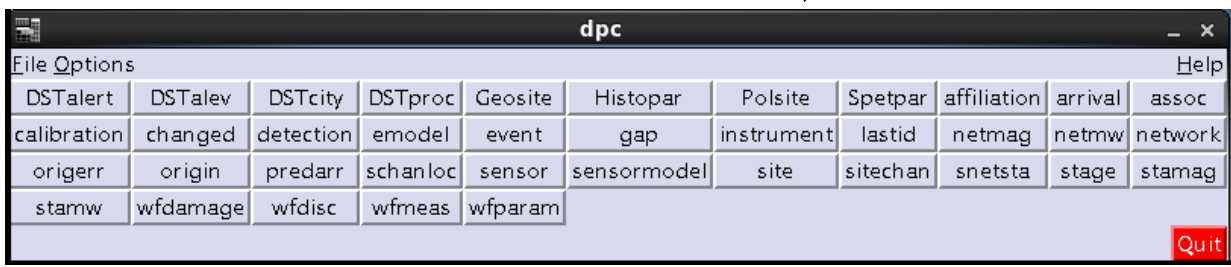 dpc
File Options Help
DSTalert DSTalev DSTcity DSTproc Geosite Histopar Polsite Spetpar affiliation arrival assoc
calibration changed detection emodel event gap instrument lastid netmag netmw network
origerr origin predarr schanloc sensor sensormodel site sitechan snetsta stage stamag
stamw wfdamage wfdisc wfmeas wfparam
Quit